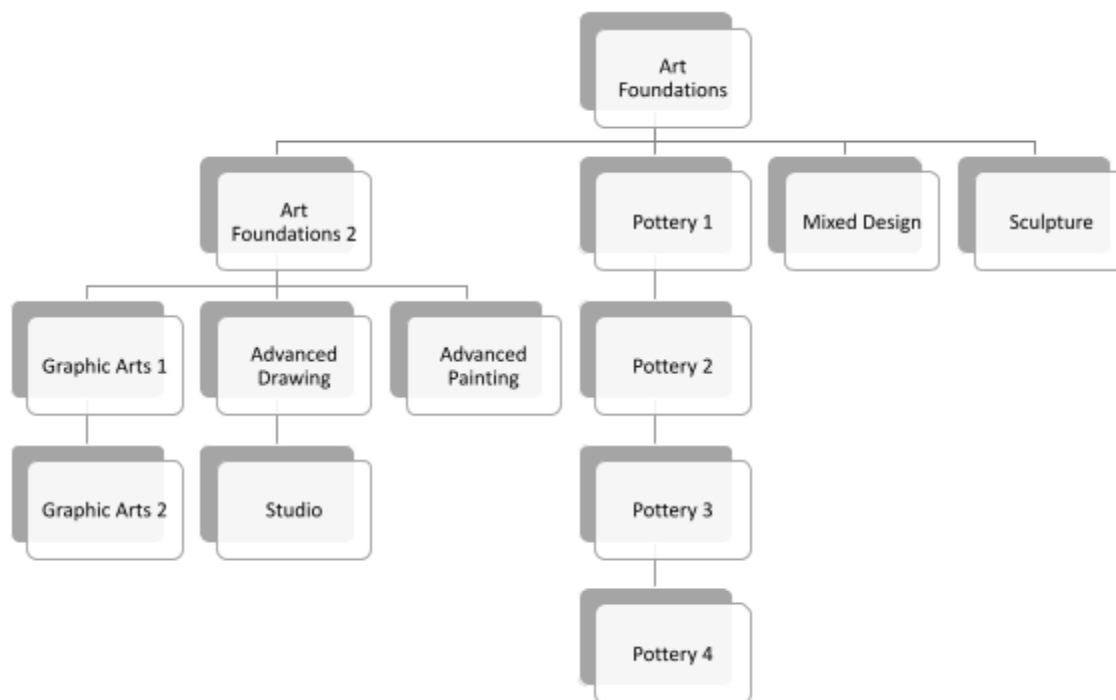 Art
Foundations
Art
Foundations 2
Pottery 1
Mixed Design
Sculpture
Graphic Arts 1
Advanced
Drawing
Advanced
Painting
Pottery 2
Graphic Arts 2
Studio
Pottery 3
Pottery 4